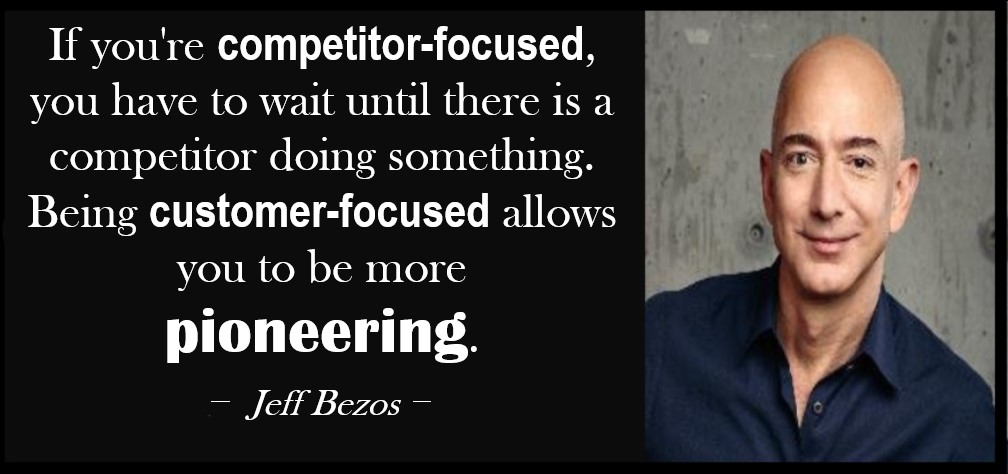 If you're competitor-focused,
you have to wait until there is a
competitor doing something.
Being customer-focused allows
you to be more
pioneering.
– Jeff Bezos –